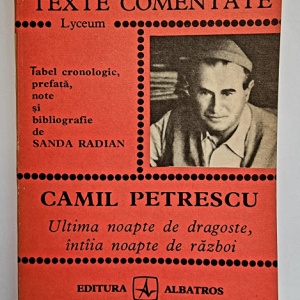 TEXTE COMENTATE
Lyceum
Tabel cronologic,
prefată,
note
și
bibliografie
de
SANDA RADIAN
CAMIL PETRESCU
Ultima noapte de dragoste,
întîia noapte de război
EDITURA ALBATROS